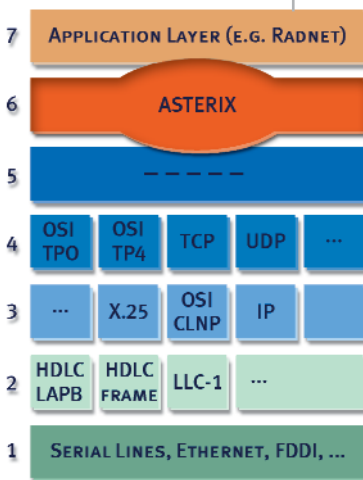 7 APPLICATION LAYER (E.G. RADNET)
6 ASTERIX
5 – – – – –
4 OSI TPO OSI TP4 TCP UDP ...
3 ... X.25 OSI CLNP IP
2 HDLC LAPB HDLC FRAME LLC-1 ...
1 SERIAL LINES, ETHERNET, FDDI, ...